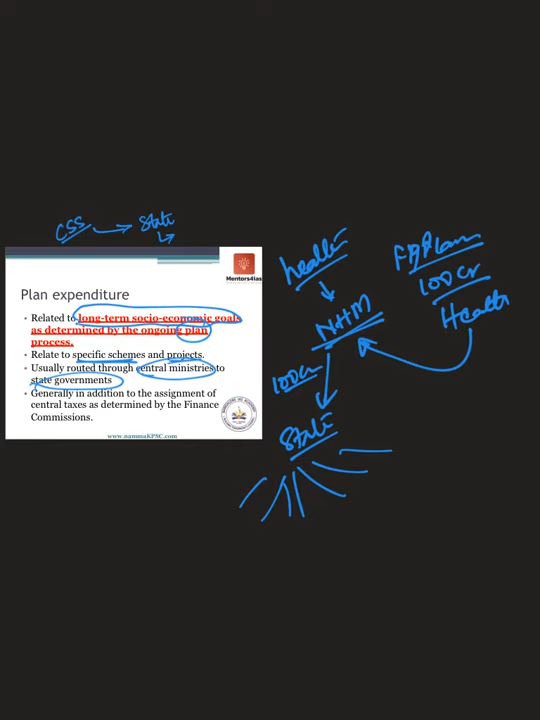 CSS → State
Mentors4ias
Plan expenditure
• Related to long-term socio-economic goals
as determined by the ongoing plan
process.
• Relate to specific schemes and projects.
• Usually routed through central ministries to
state governments
• Generally in addition to the assignment of
central taxes as determined by the Finance
Commissions.
www.nammaKPSC.com
health
NHM
100cr
State
Plan
100 Cr
Health